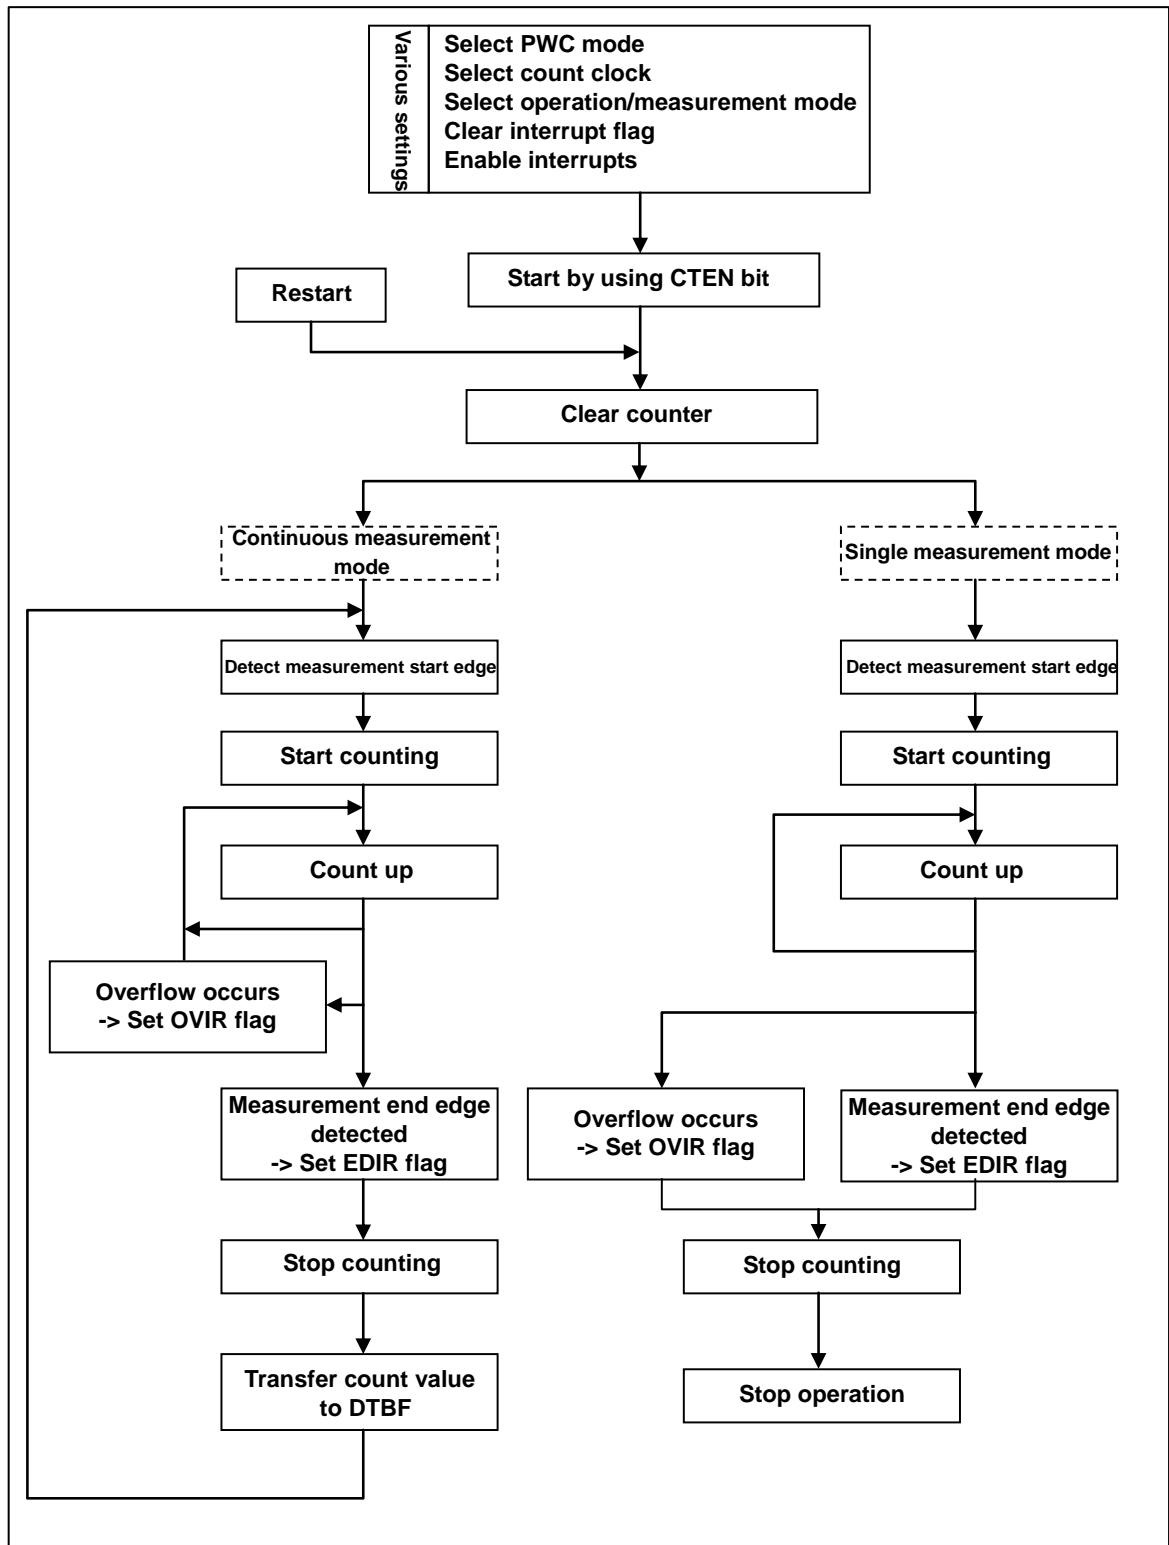 Various settings
Select PWC mode
Select count clock
Select operation/measurement mode
Clear interrupt flag
Enable interrupts
Start by using CTEN bit
Restart
Clear counter
Continuous measurement
mode
Single measurement mode
Detect measurement start edge
Detect measurement start edge
Start counting
Start counting
Count up
Count up
Overflow occurs
-> Set OVIR flag
Measurement end edge
detected
-> Set EDIR flag
Overflow occurs
-> Set OVIR flag
Measurement end edge
detected
-> Set EDIR flag
Stop counting
Stop counting
Transfer count value
to DTBF
Stop operation